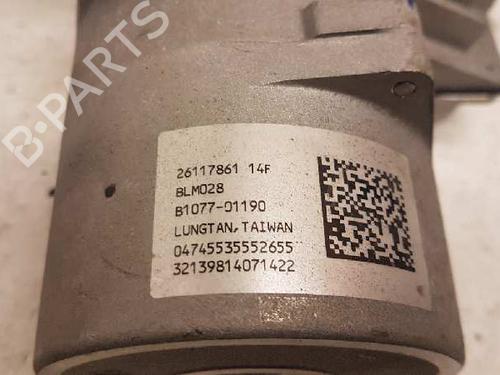 B-PARTS
26117861 14F
BLM028
B1077-01190
LUNGTAN, TAIWAN
04745535552655
32139814071422